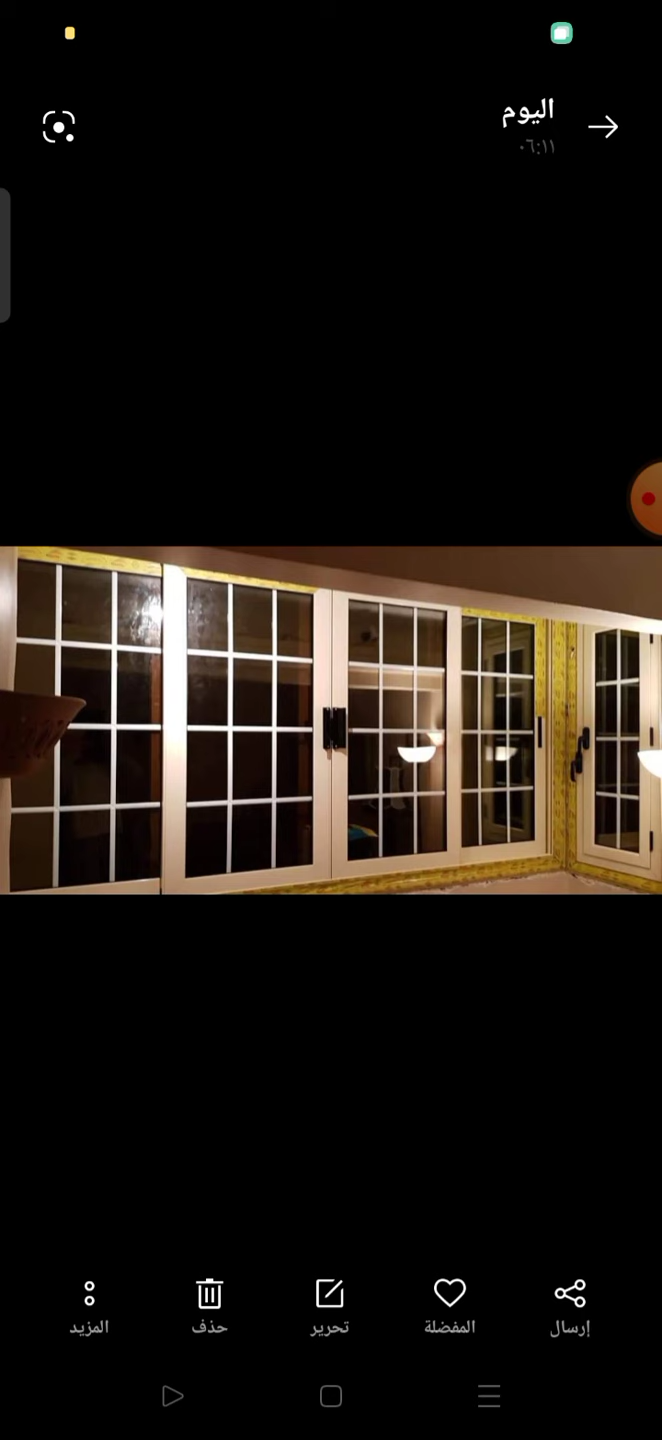 اليوم
٠٦:١١
إرسال
المفضلة
تحرير
حذف
المزيد